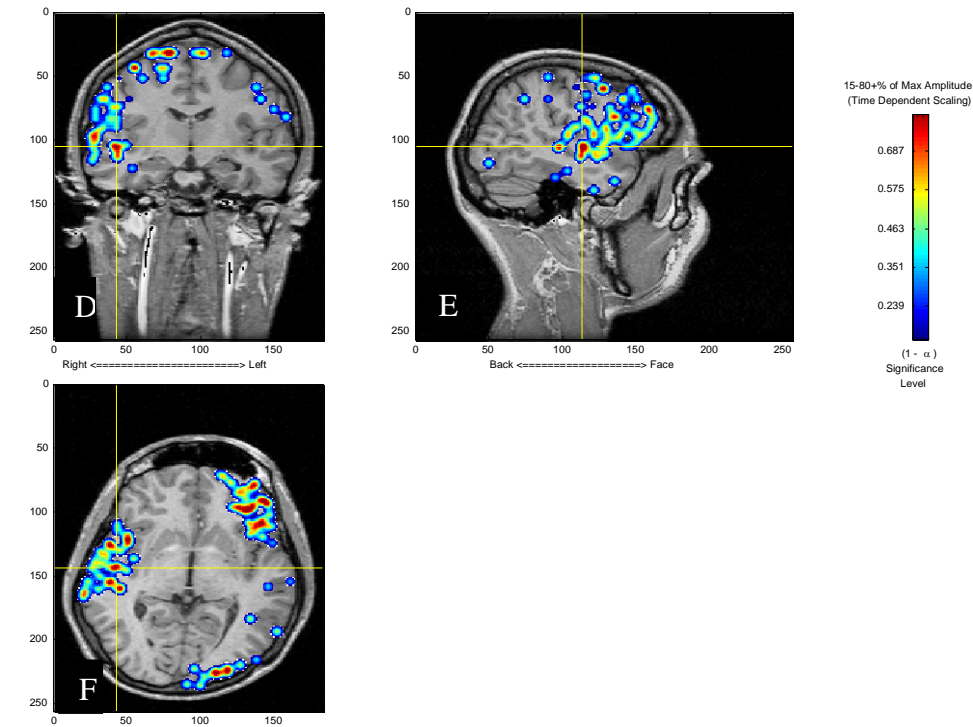 0
50
100
150
200
250
D
0 50 100 150
Right <=======================> Left
0
50
100
150
200
250
E
0 50 100 150 200 250
Back <===================> Face
15-80+% of Max Amplitude
(Time Dependent Scaling)
0.687
0.575
0.463
0.351
0.239
(1 - α )
Significance
Level
0
50
100
150
200
250
F
0 50 100 150